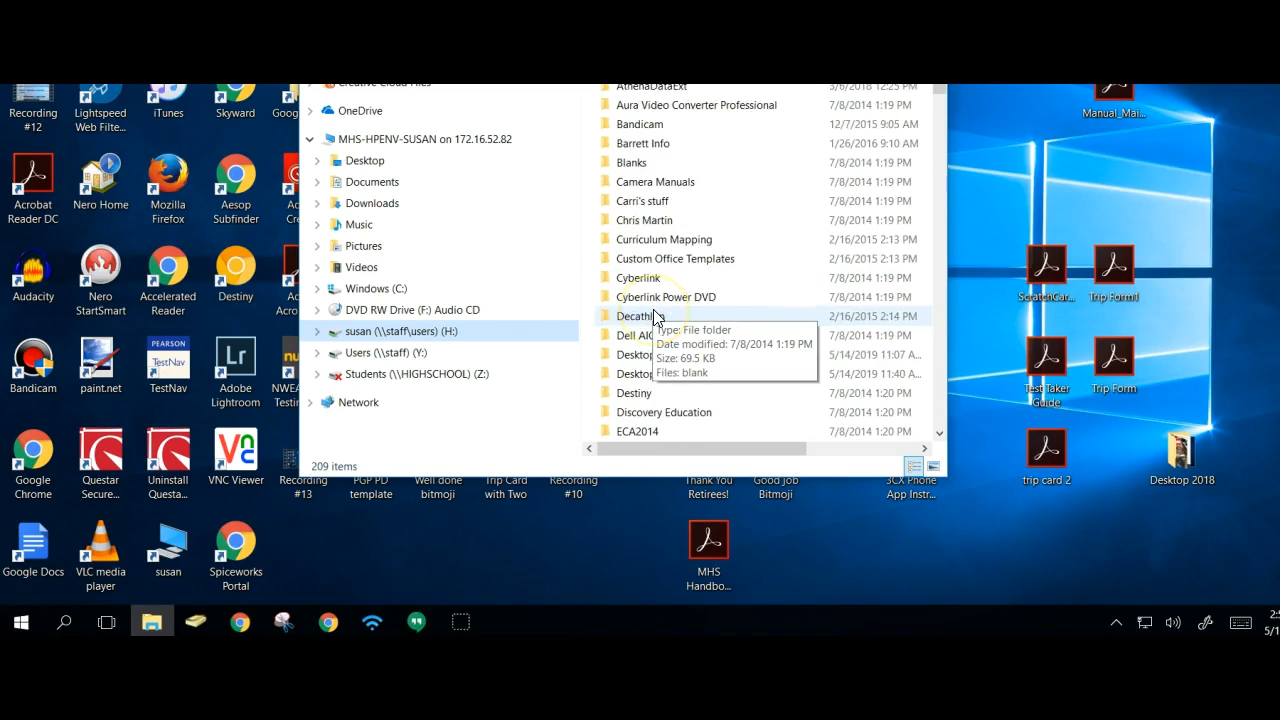 Recording
#12
Lightspeed
Web Filte...
iTunes
Skyward
Acrobat
Reader DC
Nero Home
Mozilla
Firefox
Aesop
Subfinder
Audacity
Nero
StartSmart
Accelerated
Reader
Destiny
Bandicam
paint.net
PEARSON
TestNav
TestNav
Adobe
Lightroom
Google
Chrome
Questar
Secure...
Uninstall
Questa...
VNC Viewer
Recording
#13
PGP PD
template
Well done
bitmoji
Trip Card
with Two
Recording
#10
Thank You
Retirees!
Good job
Bitmoji
3CX Phone
App Instr...
Google Docs
VLC media
player
susan
Spiceworks
Portal
MHS
Handbo...
Creative Cloud Files
OneDrive
MHS-HPENV-SUSAN on 172.16.52.82
Desktop
Documents
Downloads
Music
Pictures
Videos
Windows (C:)
DVD RW Drive (F:) Audio CD
susan (\\staff\users) (H:)
Users (\\staff) (Y:)
Students (\\HIGHSCHOOL) (Z:)
Network
209 items
AthenaDataExt 3/6/2018 12:25 PM
Aura Video Converter Professional 7/8/2014 1:19 PM
Bandicam 12/7/2015 9:05 AM
Barrett Info 1/26/2016 9:10 AM
Blanks 7/8/2014 1:19 PM
Camera Manuals 7/8/2014 1:19 PM
Carri's stuff 7/8/2014 1:19 PM
Chris Martin 7/8/2014 1:19 PM
Curriculum Mapping 2/16/2015 2:13 PM
Custom Office Templates 2/16/2015 2:13 PM
Cyberlink 7/8/2014 1:19 PM
Cyberlink Power DVD 7/8/2014 1:19 PM
Decathlon 2/16/2015 2:14 PM
Dell AIO 7/8/2014 1:19 PM
Desktop 5/14/2019 11:07 A...
Desktop 5/14/2019 11:40 A...
Destiny 7/8/2014 1:20 PM
Discovery Education 7/8/2014 1:20 PM
ECA2014 7/8/2014 1:20 PM
Type: File folder
Date modified: 7/8/2014 1:19 PM
Size: 69.5 KB
Files: blank
Manual_Mai...
ScratchCar...
Trip Form1
Test Taker
Guide
Trip Form
trip card 2
Desktop 2018